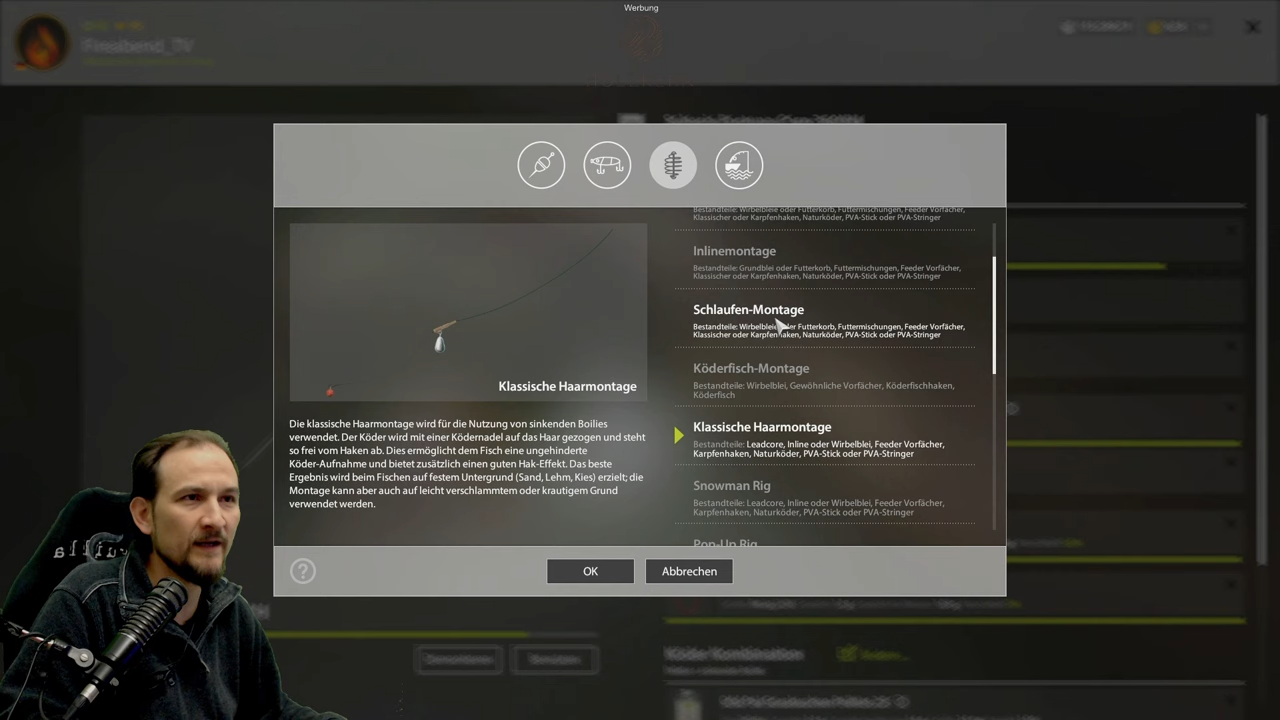 Werbung
Bestandteile: Wirbelbleie oder Futterkorb, Futtermischungen, Feeder Vorfächer,
Klassischer oder Karpfenhaken, Naturköder, PVA-Stick oder PVA-Stringer
Inlinemontage
Bestandteile: Grundblei oder Futterkorb, Futtermischungen, Feeder Vorfächer,
Klassischer oder Karpfenhaken, Naturköder, PVA-Stick oder PVA-Stringer
Schlaufen-Montage
Bestandteile: Wirbelbleie oder Futterkorb, Futtermischungen, Feeder Vorfächer,
Klassischer oder Karpfenhaken, Naturköder, PVA-Stick oder PVA-Stringer
Köderfisch-Montage
Bestandteile: Wirbelblei, Gewöhnliche Vorfächer, Köderfischhaken,
Köderfisch
Klassische Haarmontage
Bestandteile: Leadcore, Inline oder Wirbelblei, Feeder Vorfächer,
Karpfenhaken, Naturköder, PVA-Stick oder PVA-Stringer
Snowman Rig
Bestandteile: Leadcore, Inline oder Wirbelblei, Feeder Vorfächer,
Karpfenhaken, Naturköder, PVA-Stick oder PVA-Stringer
Pop-Up Rig
Klassische Haarmontage
Die klassische Haarmontage wird für die Nutzung von sinkenden Boilies
verwendet. Der Köder wird mit einer Ködernadel auf das Haar gezogen und steht
so frei vom Haken ab. Dies ermöglicht dem Fisch eine ungehinderte
Köder-Aufnahme und bietet zusätzlich einen guten Hak-Effekt. Das beste
Ergebnis wird beim Fischen auf festem Untergrund (Sand, Lehm, Kies) erzielt; die
Montage kann aber auch auf leicht verschlammtem oder krautigem Grund
verwendet werden.
?
OK
Abbrechen